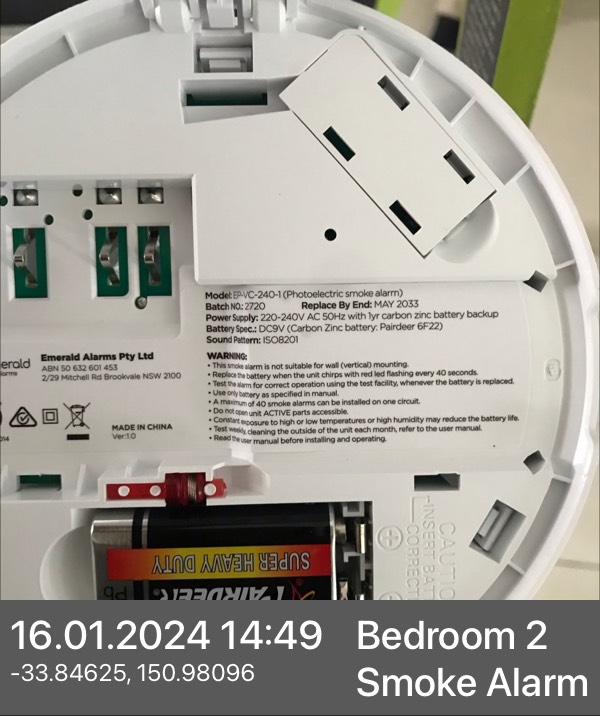 Model: EP-VC-240-1 (Photoelectric smoke alarm)
Batch NO.: 2720 Replace By End: MAY 2033
Power Supply: 220-240V AC 50Hz with 1yr carbon zinc battery backup
Battery Spec.: DC9V (Carbon Zinc battery: Pairdeer 6F22)
Sound Pattern: ISO8201
erald
arms
Emerald Alarms Pty Ltd
ABN 50 632 601 453
2/29 Mitchell Rd Brookvale NSW 2100
WARNING:
• This smoke alarm is not suitable for wall (vertical) mounting.
• Replace the battery when the unit chirps with red led flashing every 40 seconds.
• Test the alarm for correct operation using the test facility, whenever the battery is replaced.
• Use only battery as specified in manual.
• A maximum of 40 smoke alarms can be installed on one circuit.
• Do not open unit ACTIVE parts accessible.
• Constant exposure to high or low temperatures or high humidity may reduce the battery life.
• Test weekly, cleaning the outside of the unit each month, refer to the user manual.
• Read the user manual before installing and operating.
014
MADE IN CHINA
Ver:1.0
CAUTIO
INSERT BAT
CORRECT
SUPER HEAVY DUTY
PAIRDEER
Pb
16.01.2024 14:49
-33.84625, 150.98096
Bedroom 2
Smoke Alarm